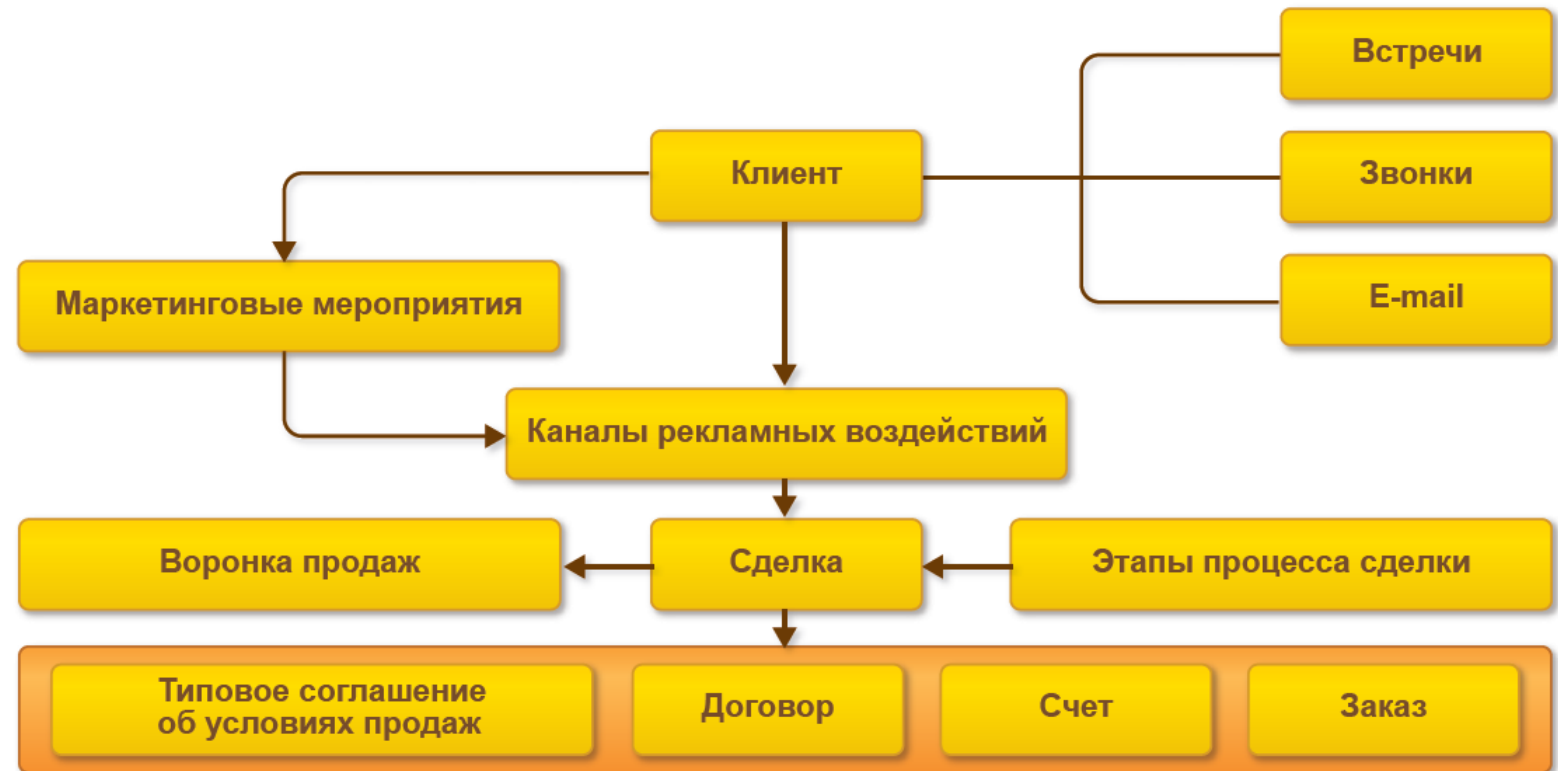 Встречи
Клиент
Звонки
Маркетинговые мероприятия
E-mail
Каналы рекламных воздействий
Воронка продаж
Сделка
Этапы процесса сделки
Типовое соглашение
об условиях продаж
Договор
Счет
Заказ